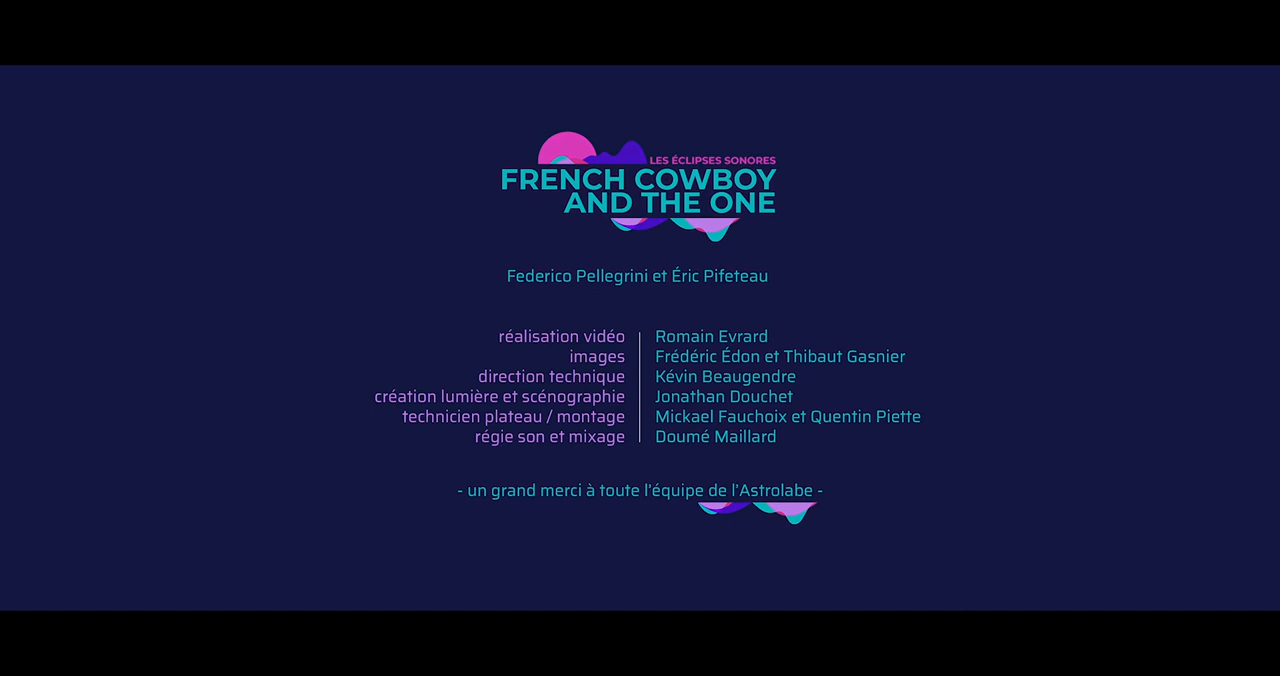 LES ÉCLIPSES SONORES
FRENCH COWBOY
AND THE ONE
Federico Pellegrini et Éric Pifeteau
réalisation vidéo Romain Evrard
images Frédéric Édon et Thibaut Gasnier
direction technique Kévin Beaugendre
création lumière et scénographie Jonathan Douchet
technicien plateau / montage Mickael Fauchoix et Quentin Piette
régie son et mixage Doumé Maillard
- un grand merci à toute l'équipe de l'Astrolabe -